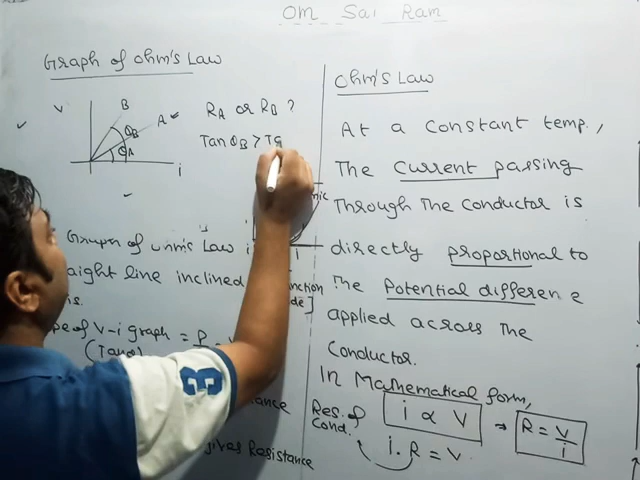 OM Sai Ram
Graph of Ohm's Law
V
B
A
θB
θA
i
RA or RB ?
Tan θB > Ta
Graph of Law
aight line inclined
is.
pe of V-i graph =
(Tanθ)
gives Resistance
Ohm's Law
At a Constant temp.,
The Current passing
Through The Conductor is
directly proportional to
The Potential difference
applied across The
Conductor.
In Mathematical form,
i ∝ V → R = V/i
Res. of
Cond.
i. R = V.